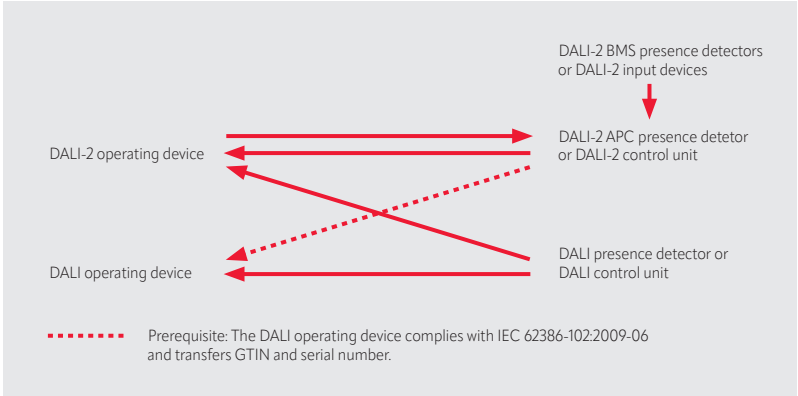 DALI-2 BMS presence detectors
or DALI-2 input devices
DALI-2 operating device
DALI-2 APC presence detetor
or DALI-2 control unit
DALI operating device
DALI presence detector or
DALI control unit
Prerequisite: The DALI operating device complies with IEC 62386-102:2009-06
and transfers GTIN and serial number.